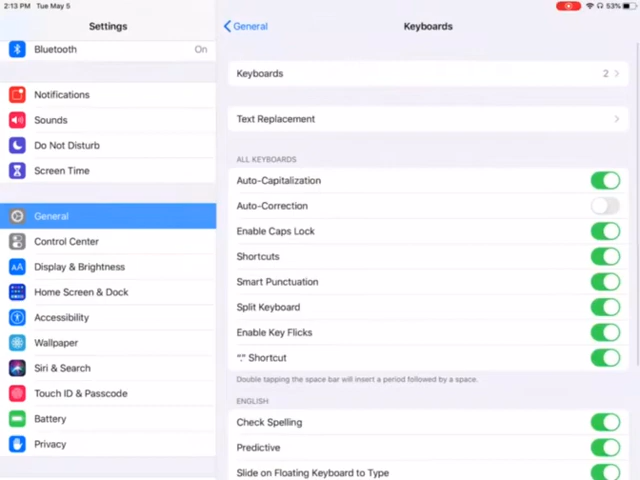 2:13 PM Tue May 5
53%
Settings
Bluetooth On
Notifications
Sounds
Do Not Disturb
Screen Time
General
Control Center
AA Display & Brightness
Home Screen & Dock
Accessibility
Wallpaper
Siri & Search
Touch ID & Passcode
Battery
Privacy
General
Keyboards
Keyboards 2
Text Replacement
ALL KEYBOARDS
Auto-Capitalization
Auto-Correction
Enable Caps Lock
Shortcuts
Smart Punctuation
Split Keyboard
Enable Key Flicks
“.” Shortcut
Double tapping the space bar will insert a period followed by a space.
ENGLISH
Check Spelling
Predictive
Slide on Floating Keyboard to Type